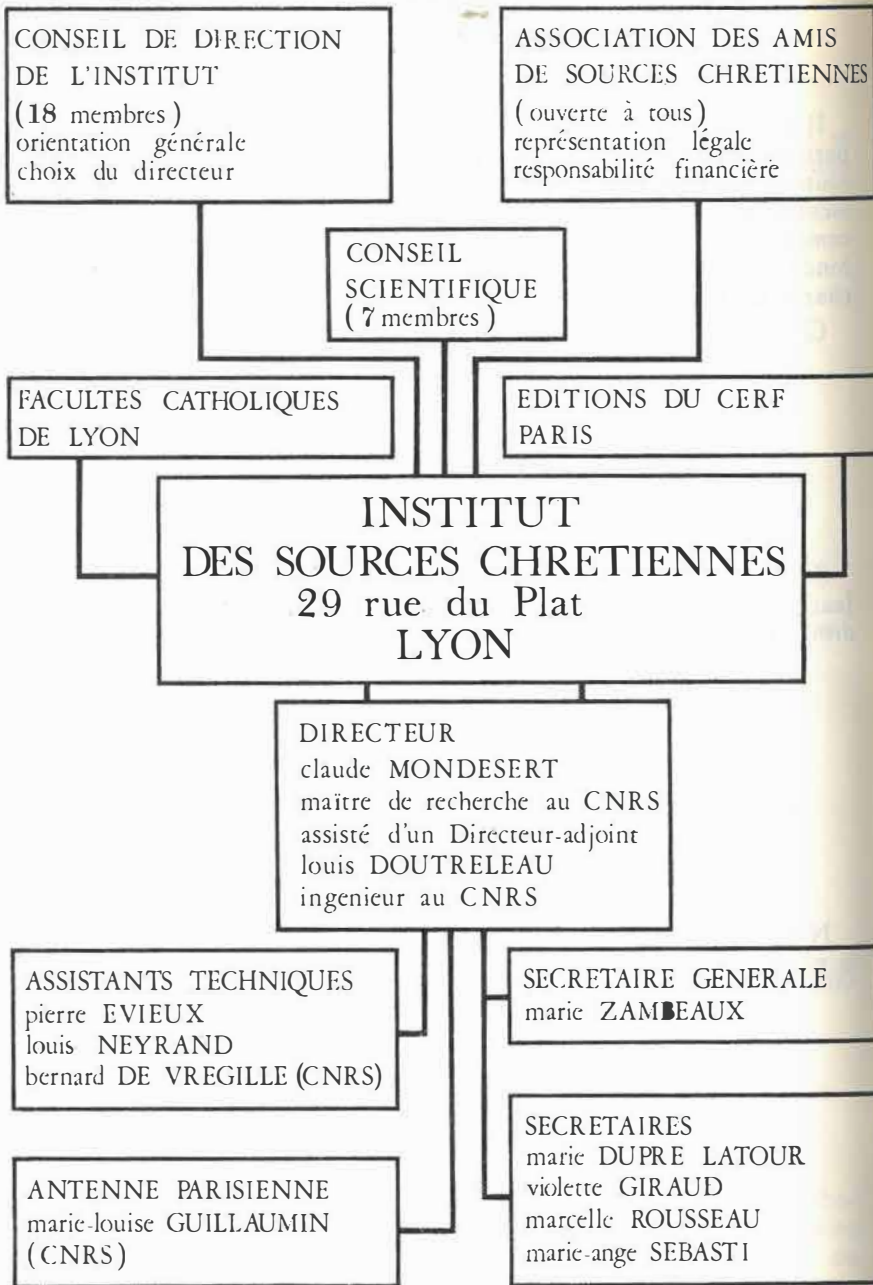 CONSEIL DE DIRECTION
DE L'INSTITUT
(18 membres)
orientation générale
choix du directeur
ASSOCIATION DES AMIS
DE SOURCES CHRETIENNES
(ouverte à tous)
représentation légale
responsabilité financière
CONSEIL
SCIENTIFIQUE
(7 membres)
FACULTES CATHOLIQUES
DE LYON
EDITIONS DU CERF
PARIS
INSTITUT
DES SOURCES CHRETIENNES
29 rue du Plat
LYON
DIRECTEUR
claude MONDESERT
maître de recherche au CNRS
assisté d'un Directeur-adjoint
louis DOUTRELEAU
ingenieur au CNRS
ASSISTANTS TECHNIQUES
pierre EVIEUX
louis NEYRAND
bernard DE VREGILLE (CNRS)
SECRETAIRE GENERALE
marie ZAMBEAUX
ANTENNE PARISIENNE
marie-louise GUILLAUMIN
(CNRS)
SECRETAIRES
marie DUPRE LATOUR
violette GIRAUD
marcelle ROUSSEAU
marie-ange SEBASTI